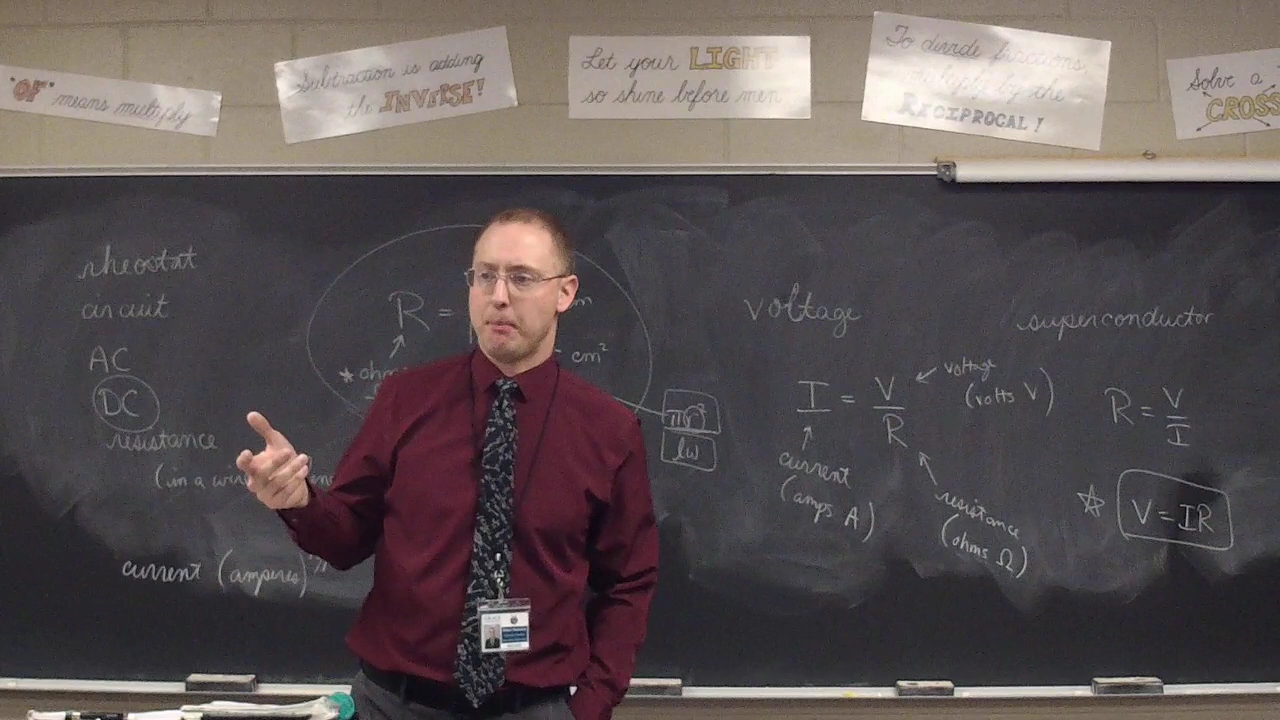 "OF" means multiply
Subtraction is adding
the INVERSE!
Let your LIGHT
so shine before men
To divide fractions,
multiply by the
RECIPROCAL!
Solve a
CROSS
rheostat
circuit
AC
DC
resistance
(in a
current (amperes)
R =
cm²
* ohm
πr²
lw
voltage
I = V/R
voltage
(volts V)
current
(amps A)
resistance
(ohms Ω)
superconductor
R = V/I
☆ V = IR